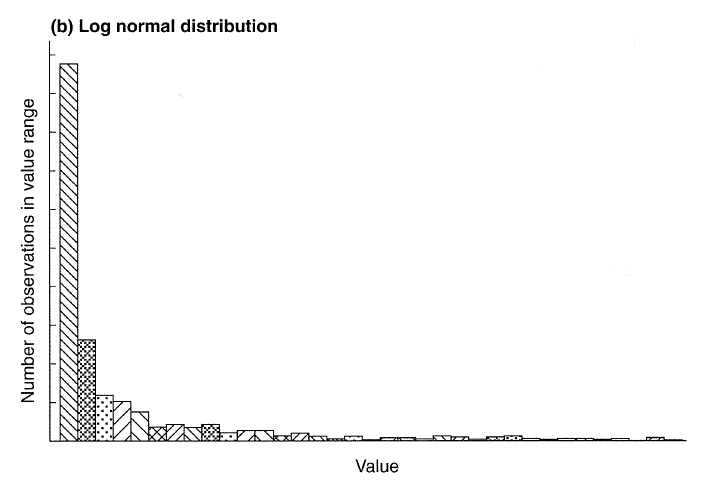 (b) Log normal distribution
Number of observations in value range
Value